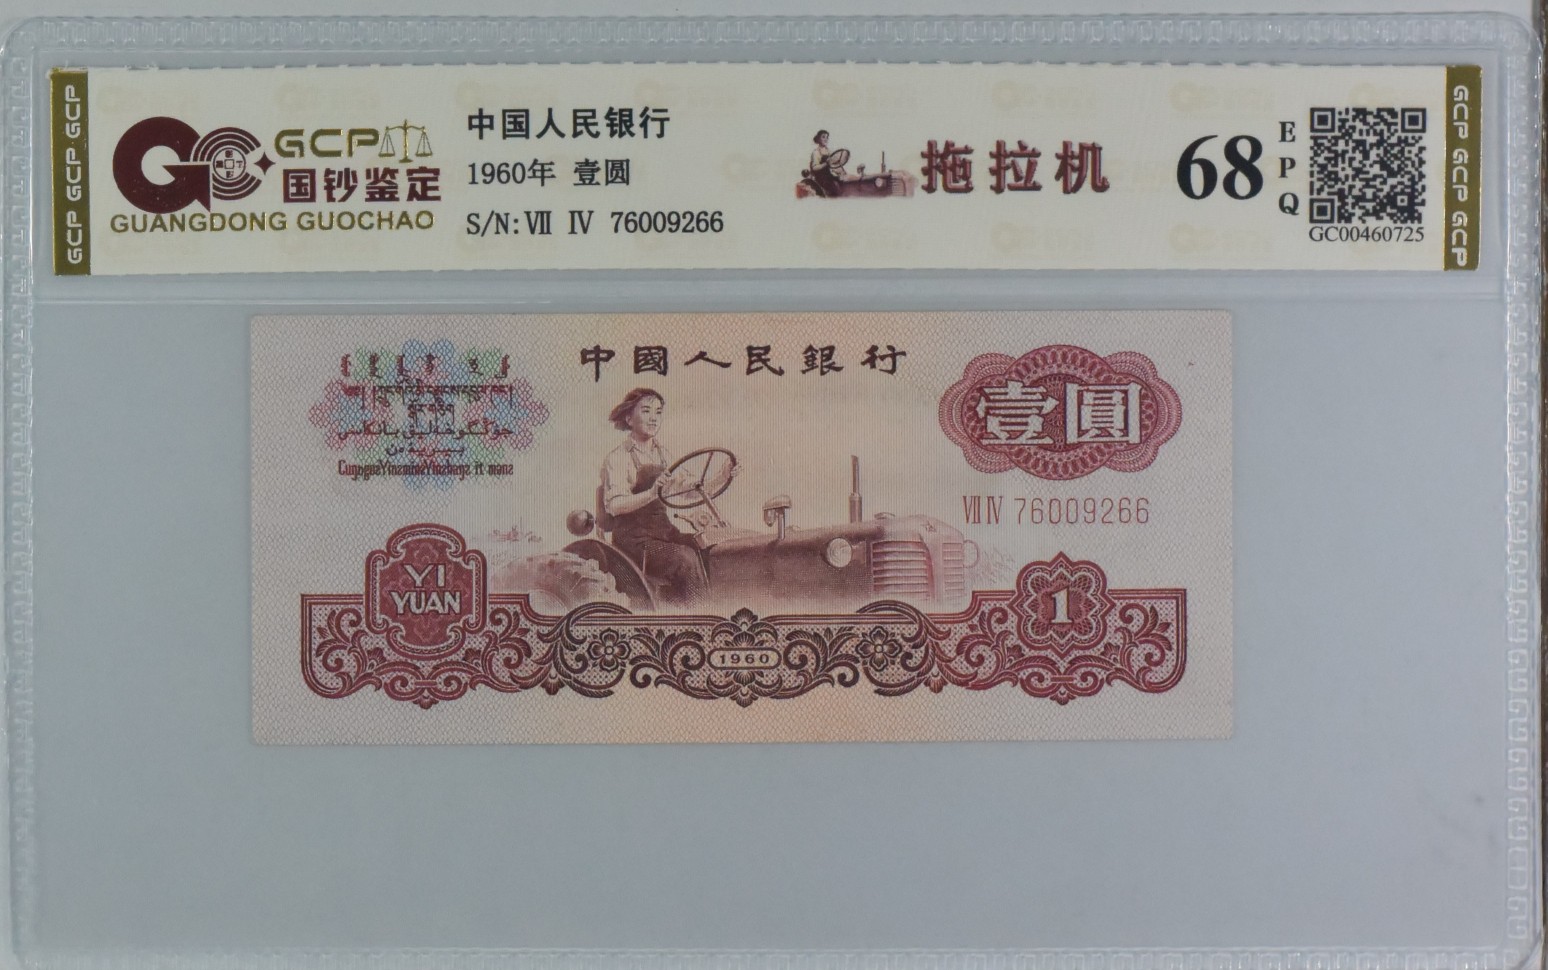 GCP GCP GCP
GCP
国钞鉴定
GUANGDONG GUOCHAO
中国人民银行
1960年 壹圆
S/N: Ⅶ Ⅳ 76009266
拖拉机
68
E
P
Q
GC00460725
GCP GCP GCP
中國人民銀行
壹圓
ⅦⅣ 76009266
YI
YUAN
1960
1